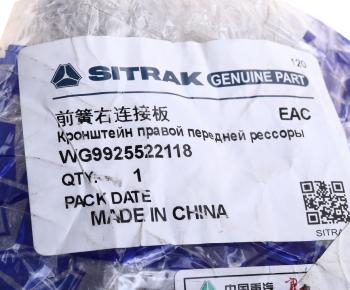 120
SITRAK GENUINE PART
前簧右连接板 EAC
Кронштейн правой передней рессоры
WG9925522118
QTY: 1
PACK DATE
MADE IN CHINA
SITRAK
中国重汽